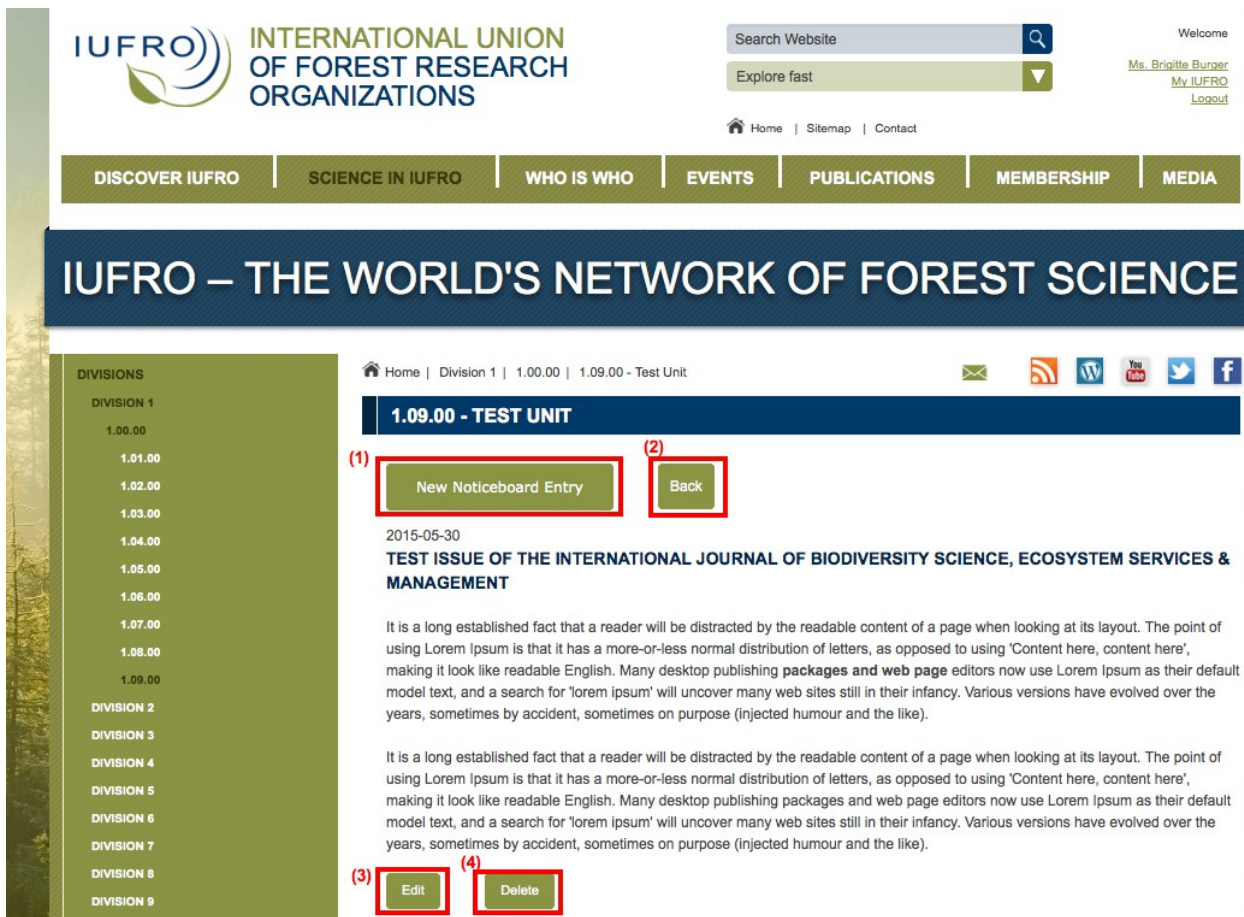 IUFRO
INTERNATIONAL UNION
OF FOREST RESEARCH
ORGANIZATIONS
Search Website
Explore fast
Home | Sitemap | Contact
Welcome
Ms. Brigitte Burger
My IUFRO
Logout
DISCOVER IUFRO SCIENCE IN IUFRO WHO IS WHO EVENTS PUBLICATIONS MEMBERSHIP MEDIA
IUFRO – THE WORLD'S NETWORK OF FOREST SCIENCE
DIVISIONS
DIVISION 1
1.00.00
1.01.00
1.02.00
1.03.00
1.04.00
1.05.00
1.06.00
1.07.00
1.08.00
1.09.00
DIVISION 2
DIVISION 3
DIVISION 4
DIVISION 5
DIVISION 6
DIVISION 7
DIVISION 8
DIVISION 9
Home | Division 1 | 1.00.00 | 1.09.00 - Test Unit
You Tube
f
1.09.00 - TEST UNIT
(1) New Noticeboard Entry (2) Back
2015-05-30
TEST ISSUE OF THE INTERNATIONAL JOURNAL OF BIODIVERSITY SCIENCE, ECOSYSTEM SERVICES &
MANAGEMENT
It is a long established fact that a reader will be distracted by the readable content of a page when looking at its layout. The point of
using Lorem Ipsum is that it has a more-or-less normal distribution of letters, as opposed to using 'Content here, content here',
making it look like readable English. Many desktop publishing packages and web page editors now use Lorem Ipsum as their default
model text, and a search for 'lorem ipsum' will uncover many web sites still in their infancy. Various versions have evolved over the
years, sometimes by accident, sometimes on purpose (injected humour and the like).
It is a long established fact that a reader will be distracted by the readable content of a page when looking at its layout. The point of
using Lorem Ipsum is that it has a more-or-less normal distribution of letters, as opposed to using 'Content here, content here',
making it look like readable English. Many desktop publishing packages and web page editors now use Lorem Ipsum as their default
model text, and a search for 'lorem ipsum' will uncover many web sites still in their infancy. Various versions have evolved over the
years, sometimes by accident, sometimes on purpose (injected humour and the like).
(3) Edit (4) Delete